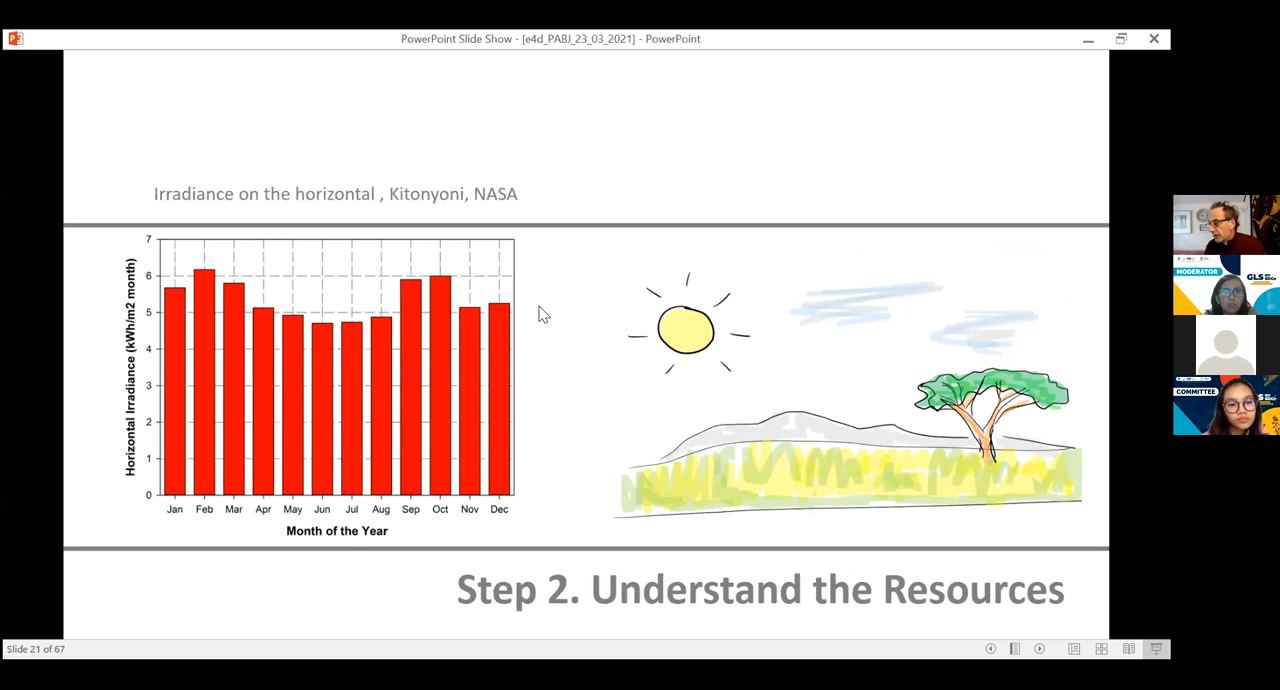 PowerPoint Slide Show - [e4d_PABJ_23_03_2021] - PowerPoint
Irradiance on the horizontal , Kitonyoni, NASA
Horizontal Irradiance (kWh/m2 month)
7
6
5
4
3
2
1
0
Jan Feb Mar Apr May Jun Jul Aug Sep Oct Nov Dec
Month of the Year
Step 2. Understand the Resources
Slide 21 of 67
MODERATOR
GLS
COMMITTEE
GLS